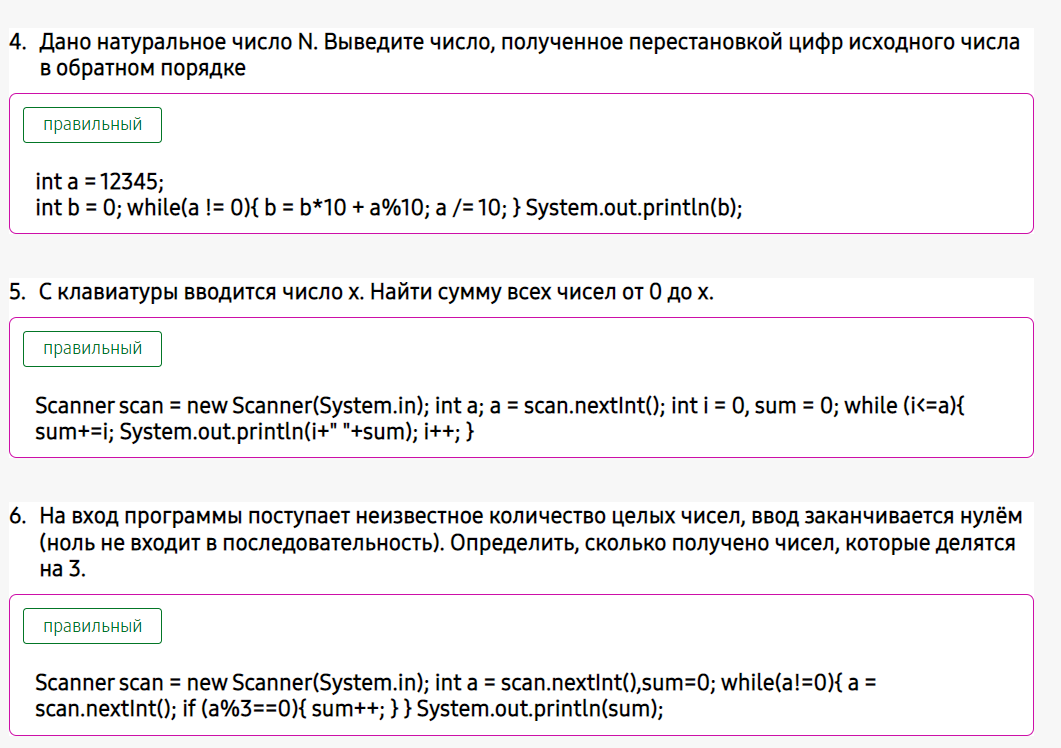 4. Дано натуральное число N. Выведите число, полученное перестановкой цифр исходного числа
в обратном порядке
правильный
int a = 12345;
int b = 0; while(a != 0){ b = b*10 + a%10; a /= 10; } System.out.println(b);
5. С клавиатуры вводится число х. Найти сумму всех чисел от 0 до х.
правильный
Scanner scan = new Scanner(System.in); int a; a = scan.nextInt(); int i = 0, sum = 0; while (i<=a){
sum+=i; System.out.println(i+" "+sum); i++; }
6. На вход программы поступает неизвестное количество целых чисел, ввод заканчивается нулём
(ноль не входит в последовательность). Определить, сколько получено чисел, которые делятся
на 3.
правильный
Scanner scan = new Scanner(System.in); int a = scan.nextInt(),sum=0; while(a!=0){ a =
scan.nextInt(); if (a%3==0){ sum++; } } System.out.println(sum);